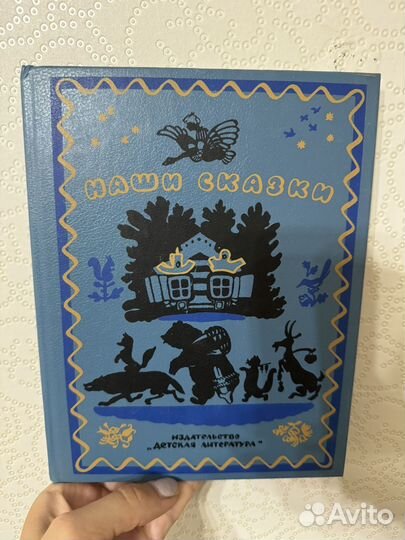 НАШИ СКАЗКИ
ИЗДАТЕЛЬСТВО
„ДЕТСКАЯ ЛИТЕРАТУРА"
Avito